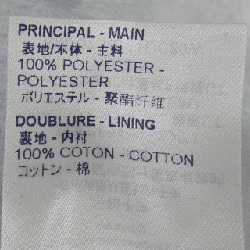 PRINCIPAL - MAIN
表地/本体 - 主料
100% POLYESTER -
POLYESTER
ポリエステル - 聚酯纤维
DOUBLURE - LINING
裏地 - 内衬
100% COTON - COTTON
コットン - 棉